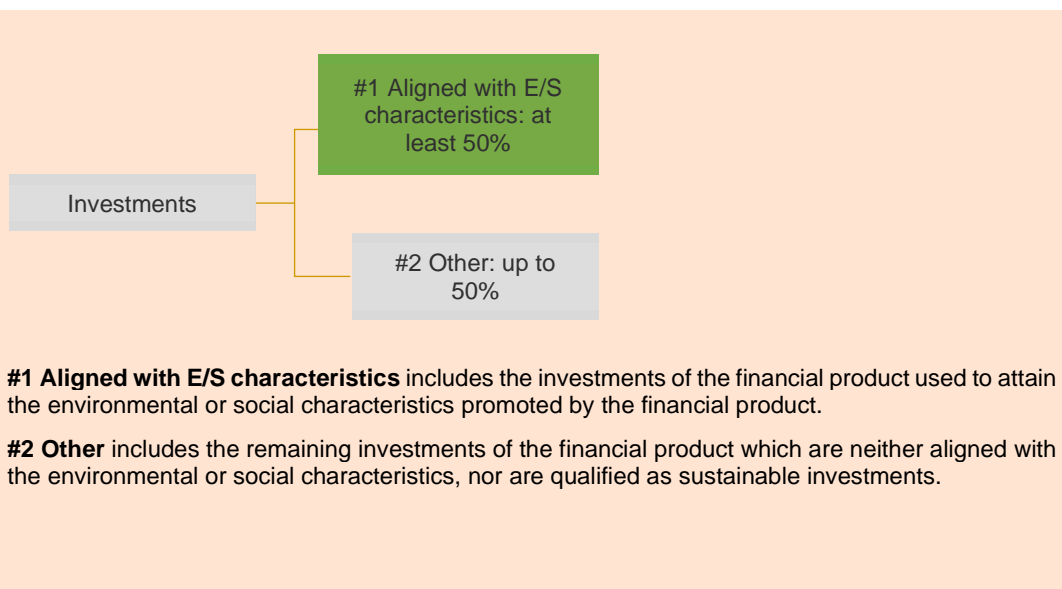 #1 Aligned with E/S
characteristics: at
least 50%
Investments
#2 Other: up to
50%
#1 Aligned with E/S characteristics includes the investments of the financial product used to attain
the environmental or social characteristics promoted by the financial product.
#2 Other includes the remaining investments of the financial product which are neither aligned with
the environmental or social characteristics, nor are qualified as sustainable investments.